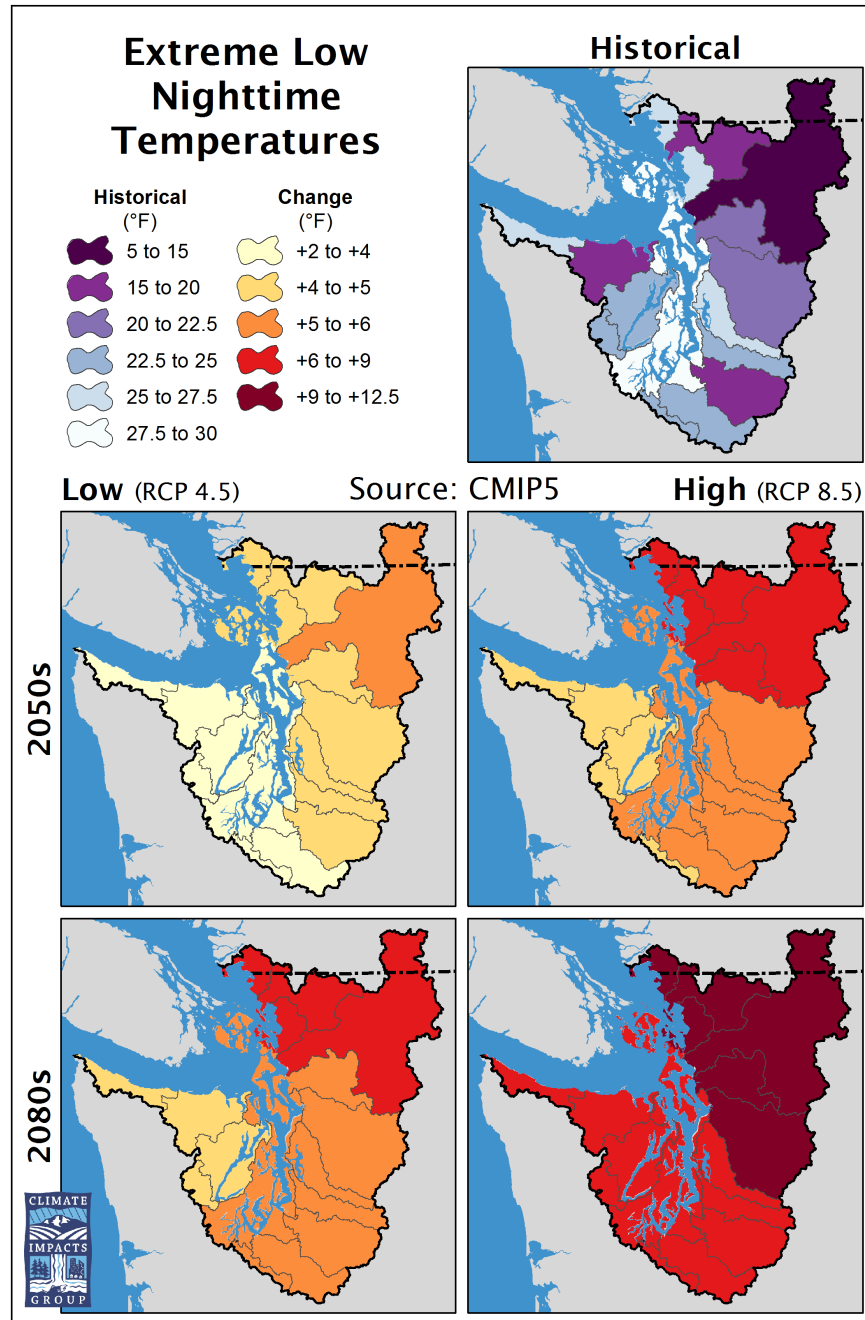 Extreme Low
Nighttime
Temperatures
Historical
(°F)
5 to 15
15 to 20
20 to 22.5
22.5 to 25
25 to 27.5
27.5 to 30
Change
(°F)
+2 to +4
+4 to +5
+5 to +6
+6 to +9
+9 to +12.5
Historical
Low (RCP 4.5)
Source: CMIP5
High (RCP 8.5)
2050s
2080s
CLIMATE
IMPACTS
GROUP